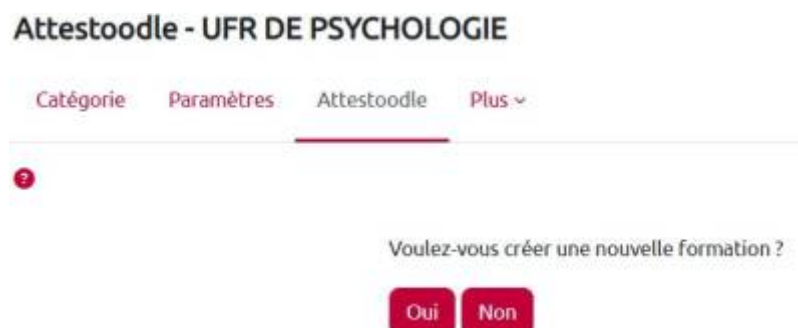 Attestoodle - UFR DE PSYCHOLOGIE
Catégorie Paramètres Attestoodle Plus
?
Voulez-vous créer une nouvelle formation ?
Oui Non